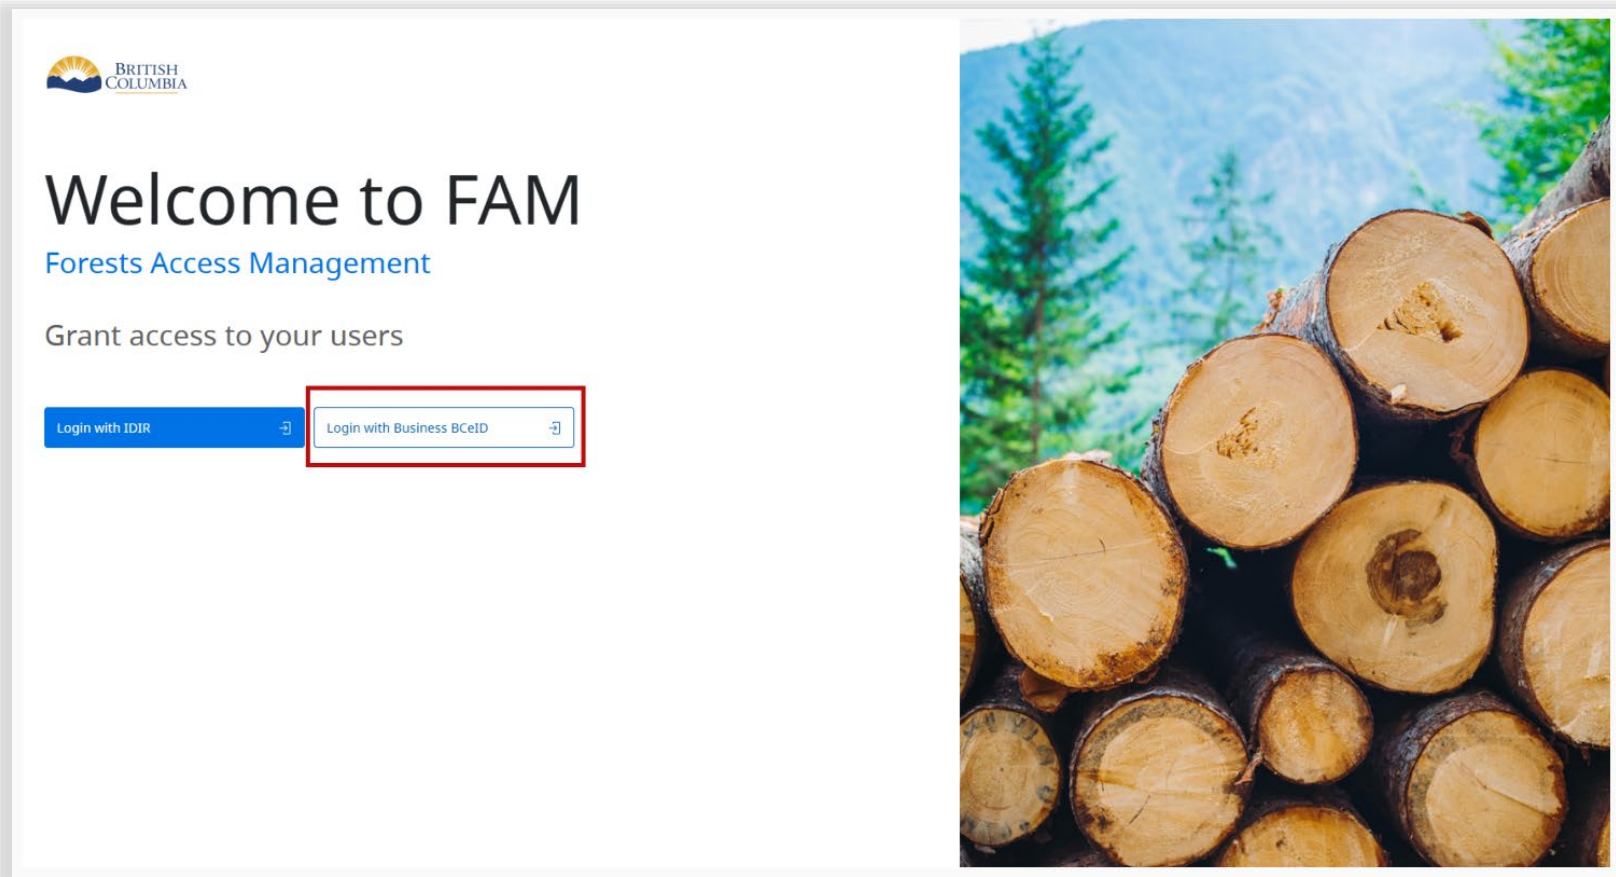 BRITISH
COLUMBIA
Welcome to FAM
Forests Access Management
Grant access to your users
Login with IDIR
Login with Business BCeID